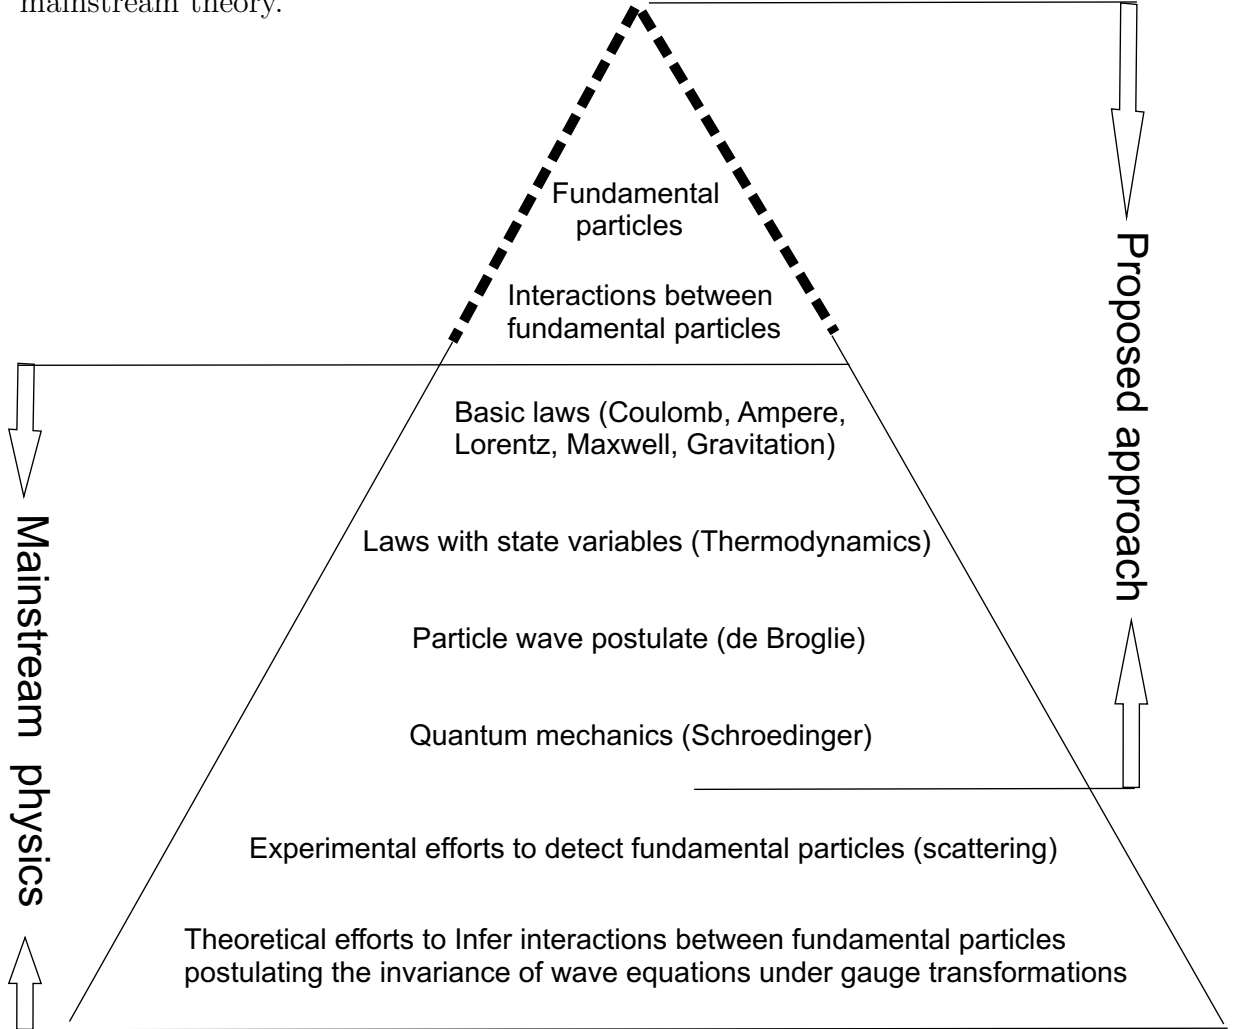 mainstream theory.
Fundamental
particles
Interactions between
fundamental particles
Proposed approach
Basic laws (Coulomb, Ampere,
Lorentz, Maxwell, Gravitation)
Laws with state variables (Thermodynamics)
Mainstream physics
Particle wave postulate (de Broglie)
Quantum mechanics (Schroedinger)
Experimental efforts to detect fundamental particles (scattering)
Theoretical efforts to Infer interactions between fundamental particles
postulating the invariance of wave equations under gauge transformations